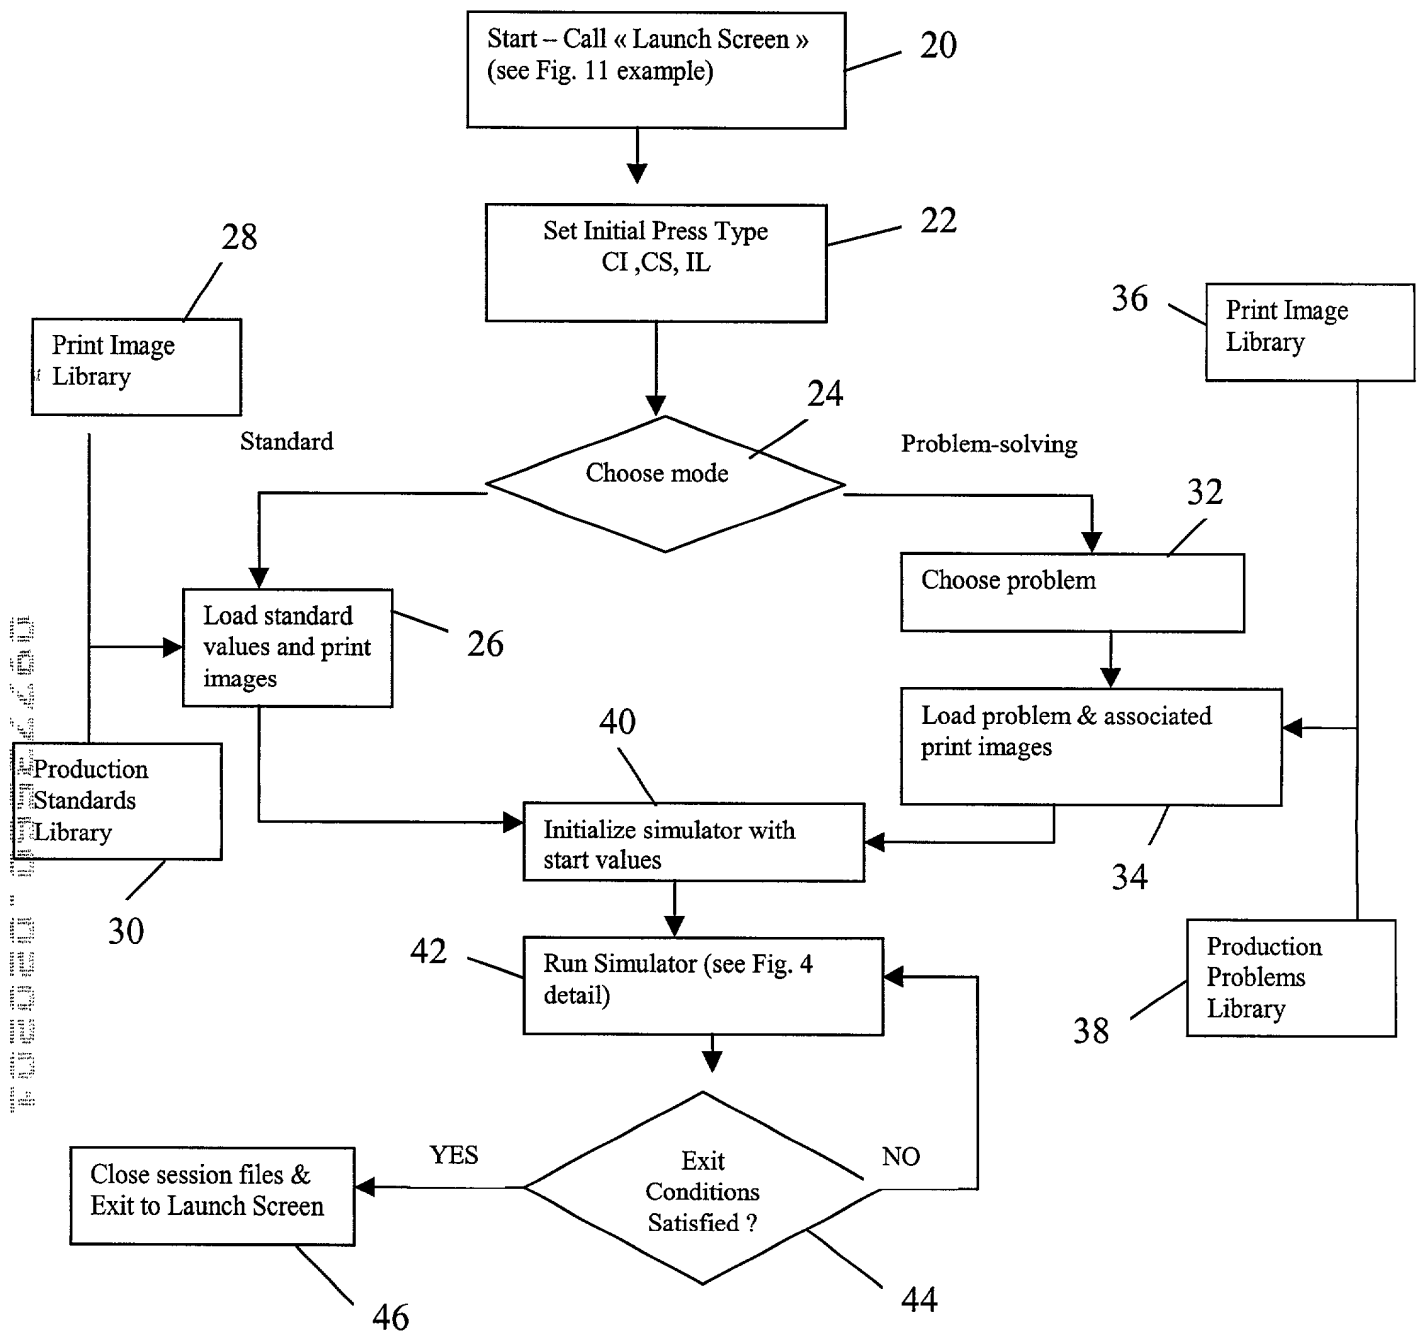 Start – Call « Launch Screen »
(see Fig. 11 example)
20
Set Initial Press Type
CI ,CS, IL
22
28
Print Image
Library
36
Print Image
Library
24
Standard
Choose mode
Problem-solving
32
Choose problem
Load standard
values and print
images
26
Load problem & associated
print images
34
40
Initialize simulator with
start values
Production
Standards
Library
30
42
Run Simulator (see Fig. 4
detail)
Production
Problems
Library
38
YES
Exit
Conditions
Satisfied ?
NO
44
Close session files &
Exit to Launch Screen
46